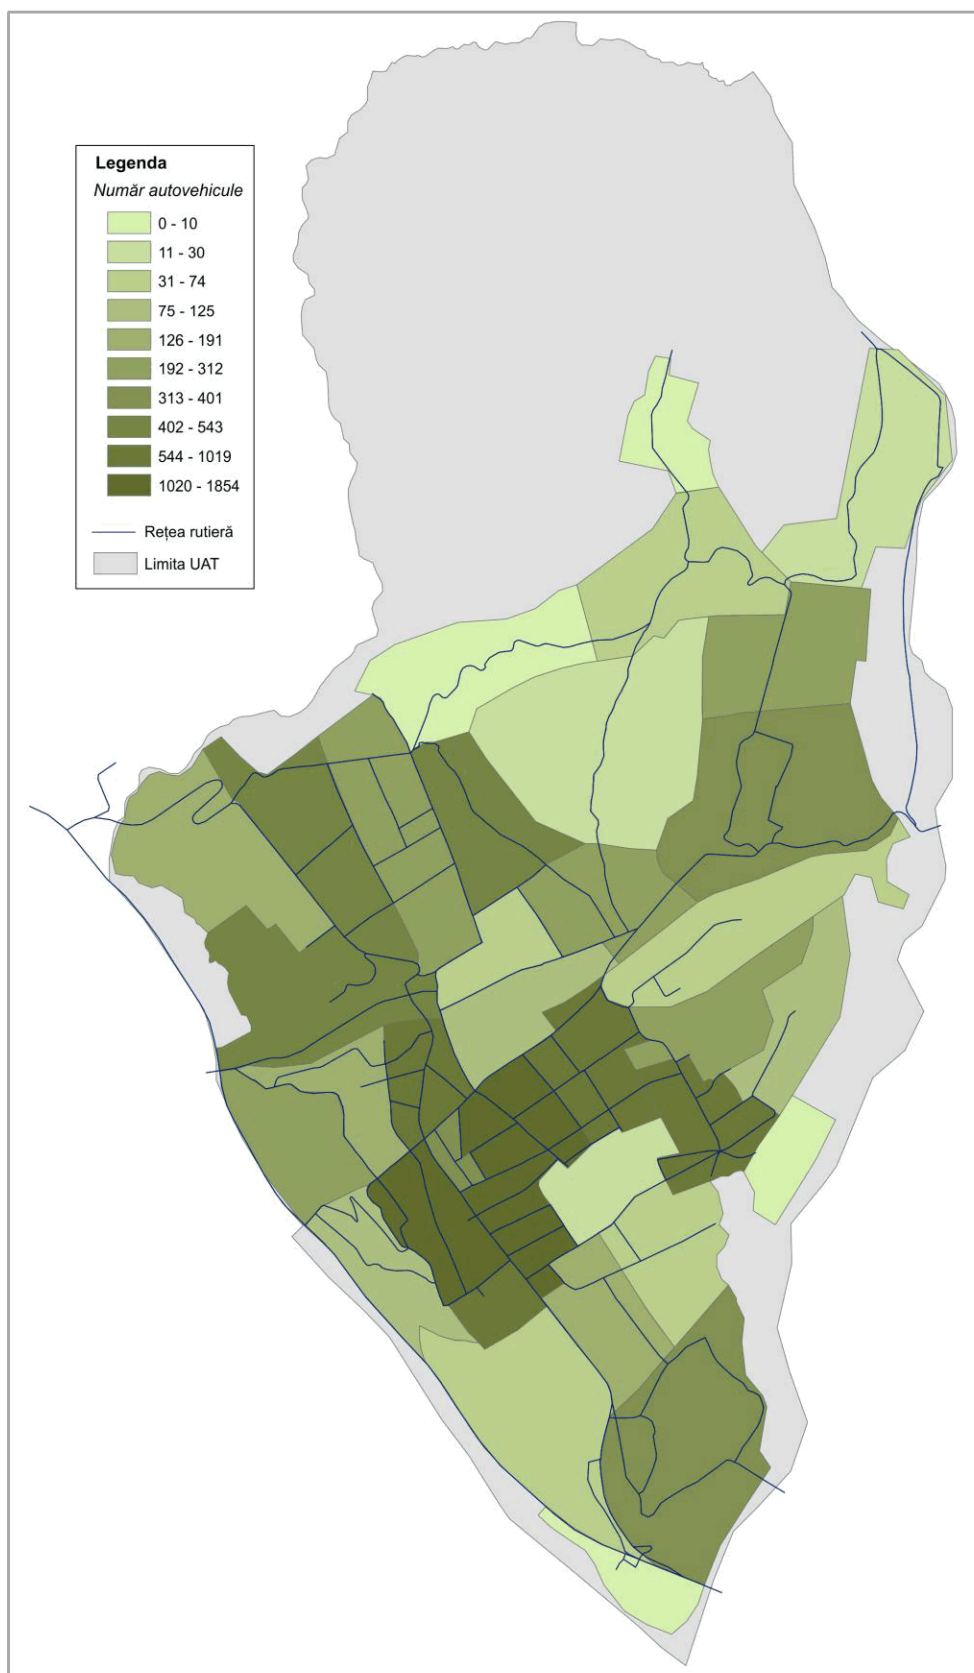 Legenda
Număr autovehicule
0 - 10
11 - 30
31 - 74
75 - 125
126 - 191
192 - 312
313 - 401
402 - 543
544 - 1019
1020 - 1854
Rețea rutieră
Limita UAT